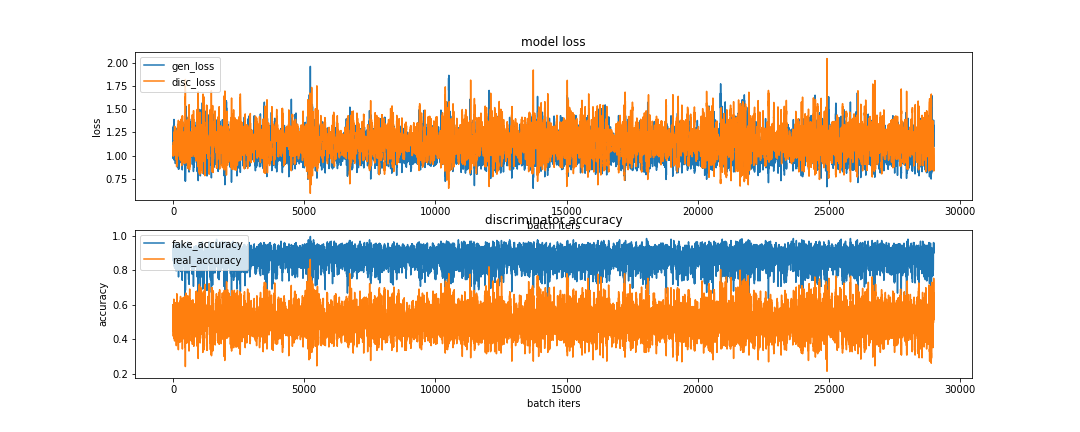 model loss
2.00
1.75
1.50
1.25
1.00
0.75
loss
gen_loss
disc_loss
0 5000 10000 15000 20000 25000 30000
batch iters
discriminator accuracy
1.0
0.8
0.6
0.4
0.2
accuracy
fake_accuracy
real_accuracy
0 5000 10000 15000 20000 25000 30000
batch iters